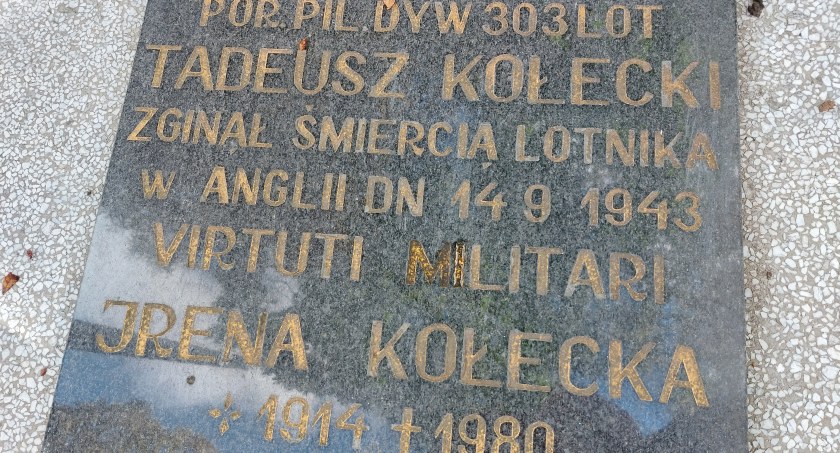 POR. PIL. DYW 303 LOT
TADEUSZ KOŁECKI
ZGINĄŁ ŚMIERCIĄ LOTNIKA
W ANGLII DN 14 9 1943
VIRTUTI MILITARI
IRENA KOŁECKA
1914 † 1980